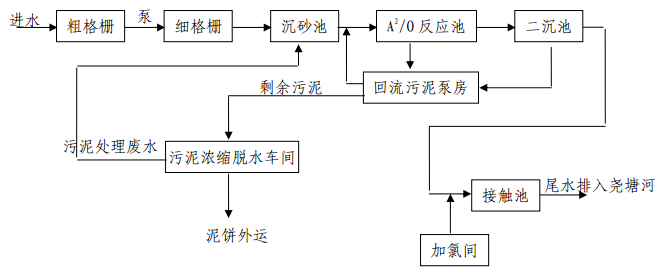 进水
粗格栅
泵
细格栅
沉砂池
A²/O 反应池
二沉池
剩余污泥
回流污泥泵房
污泥处理废水
污泥浓缩脱水车间
接触池
尾水排入尧塘河
泥饼外运
加氯间